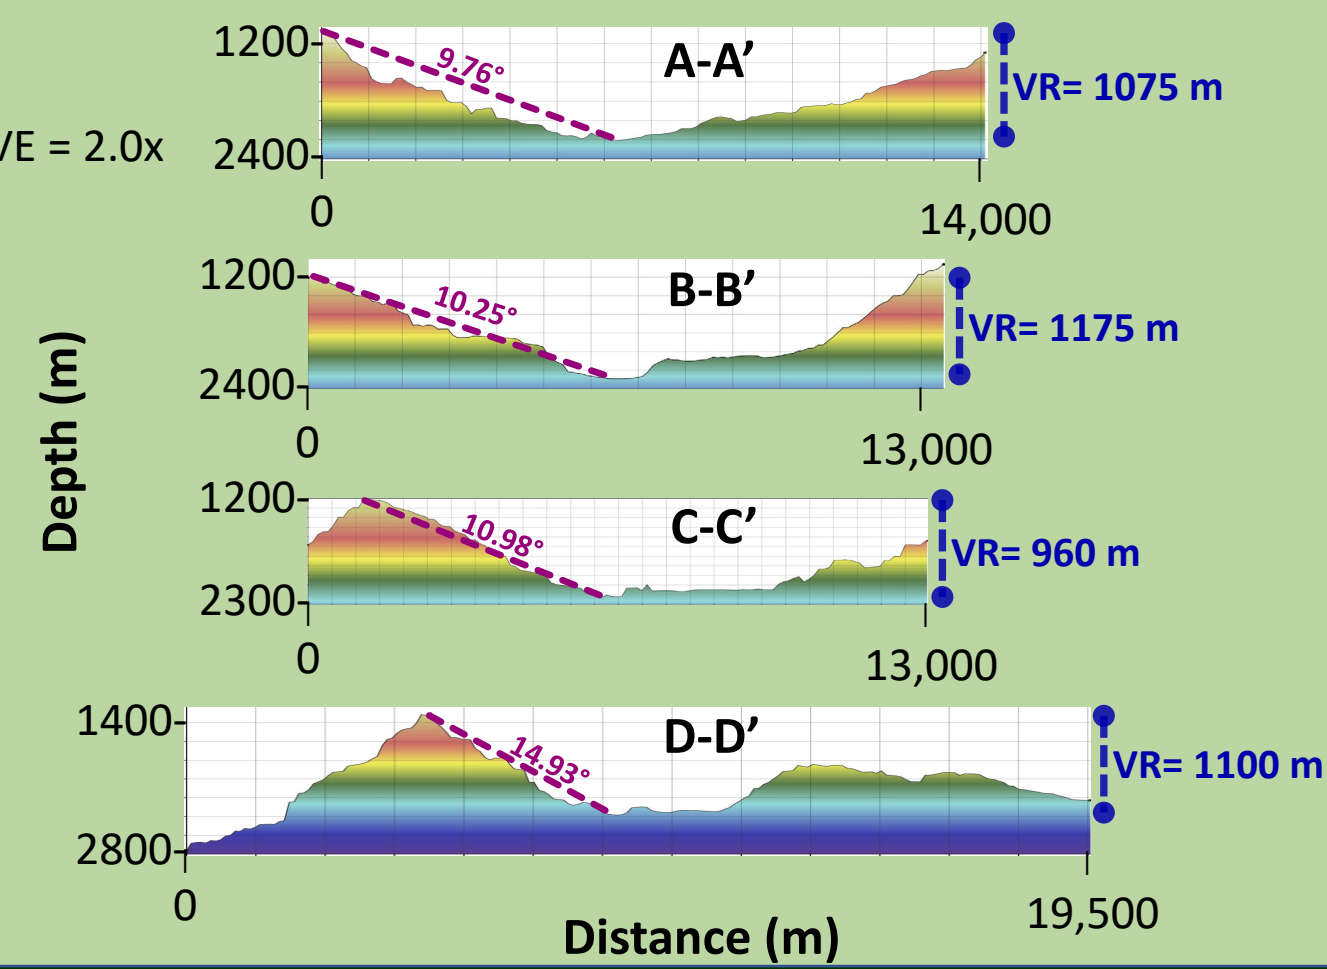 VE = 2.0x
Depth (m)
1200
2400
9.76°
A-A’
VR= 1075 m
0
14,000
1200
2400
10.25°
B-B’
VR= 1175 m
0
13,000
1200
2300
10.98°
C-C’
VR= 960 m
0
13,000
1400
2800
14.93°
D-D’
VR= 1100 m
0
19,500
Distance (m)